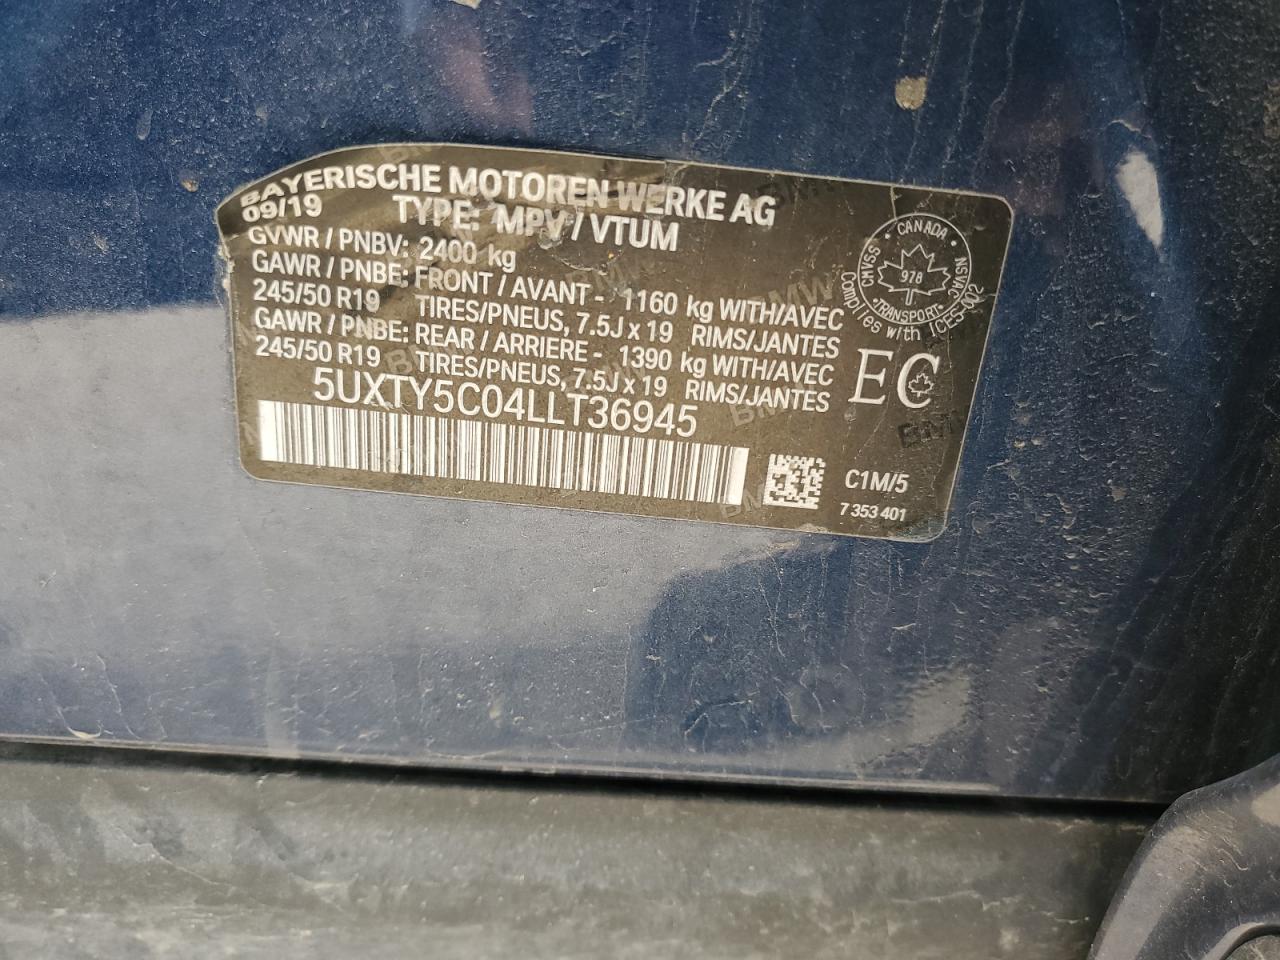 BAYERISCHE MOTOREN WERKE AG
09/19 TYPE: MPV / VTUM
GVWR / PNBV: 2400 kg
GAWR / PNBE: FRONT / AVANT - 1160 kg WITH/AVEC
245/50 R19 TIRES/PNEUS, 7.5J x 19 RIMS/JANTES
GAWR / PNBE: REAR / ARRIERE - 1390 kg WITH/AVEC
245/50 R19 TIRES/PNEUS, 7.5J x 19 RIMS/JANTES
5UXTY5C04LLT36945
CANADA
CMVSS
NSVAC
978
TRANSPORT
Complies with ICES-002
EC
C1M/5
7 353 401
BMW